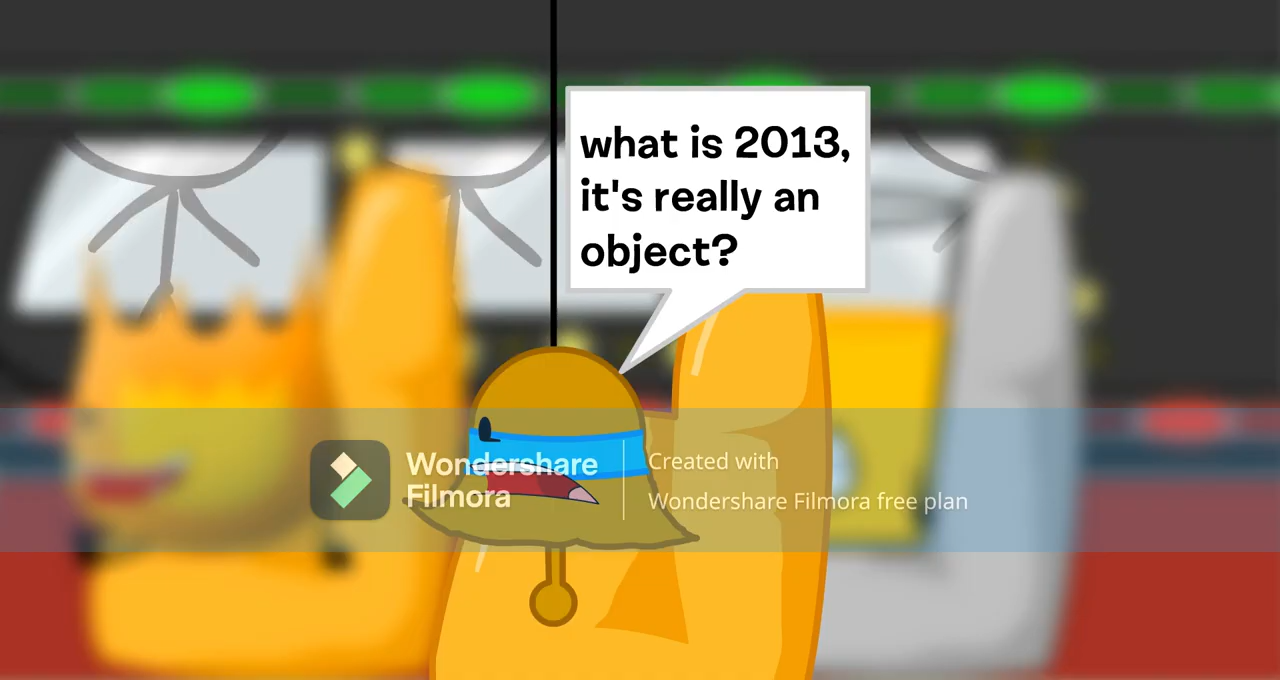 what is 2013,
it's really an
object?
Wondershare
Filmora
Created with
Wondershare Filmora free plan